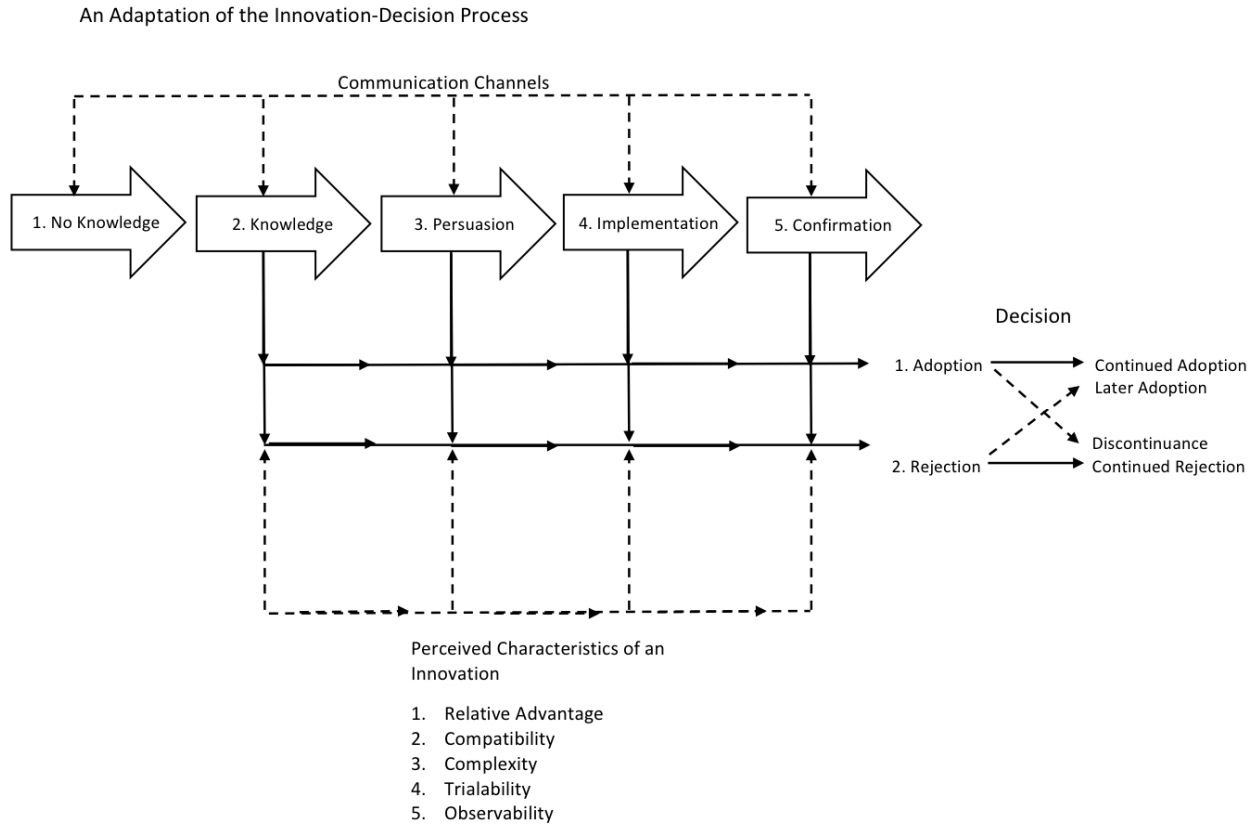 An Adaptation of the Innovation-Decision Process
Communication Channels
1. No Knowledge
2. Knowledge
3. Persuasion
4. Implementation
5. Confirmation
Decision
1. Adoption
Continued Adoption
Later Adoption
Discontinuance
2. Rejection
Continued Rejection
Perceived Characteristics of an
Innovation
1. Relative Advantage
2. Compatibility
3. Complexity
4. Trialability
5. Observability